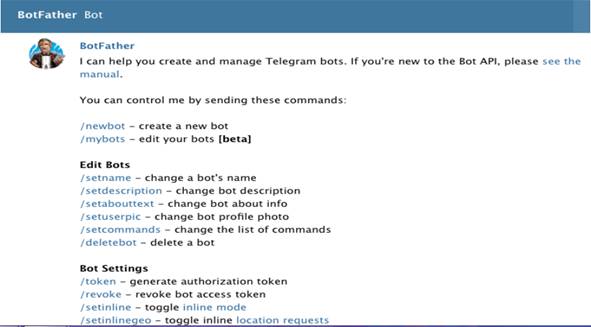 BotFather Bot
BotFather
I can help you create and manage Telegram bots. If you're new to the Bot API, please see the
manual.
You can control me by sending these commands:
/newbot – create a new bot
/mybots – edit your bots [beta]
Edit Bots
/setname – change a bot's name
/setdescription – change bot description
/setabouttext – change bot about info
/setuserpic – change bot profile photo
/setcommands – change the list of commands
/deletebot – delete a bot
Bot Settings
/token – generate authorization token
/revoke – revoke bot access token
/setinline – toggle inline mode
/setinlinegeo – toggle inline location requests